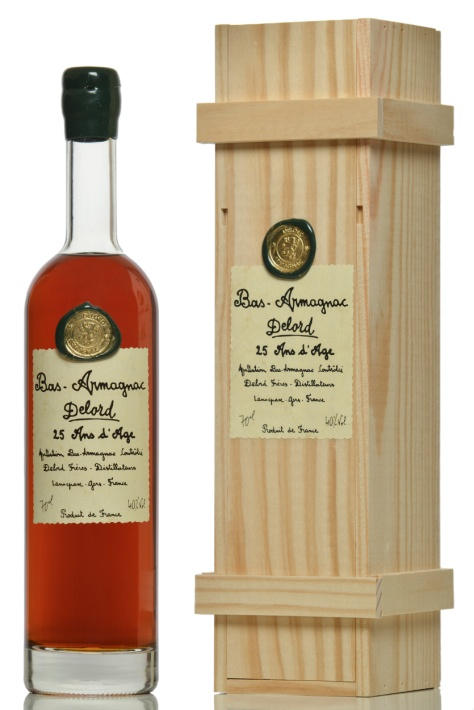 Bas-Armagnac
Delord
25 Ans d'Age
Appellation Bas-Armagnac Contrôlée
Delord Frères - Distillateurs
Lannepax - Gers - France
70cl 40%Vol
Produit de France
Bas-Armagnac
Delord
25 Ans d'Age
Appellation Bas-Armagnac Contrôlée
Delord Frères - Distillateurs
Lannepax - Gers - France
70cl 40%Vol
Produit de France